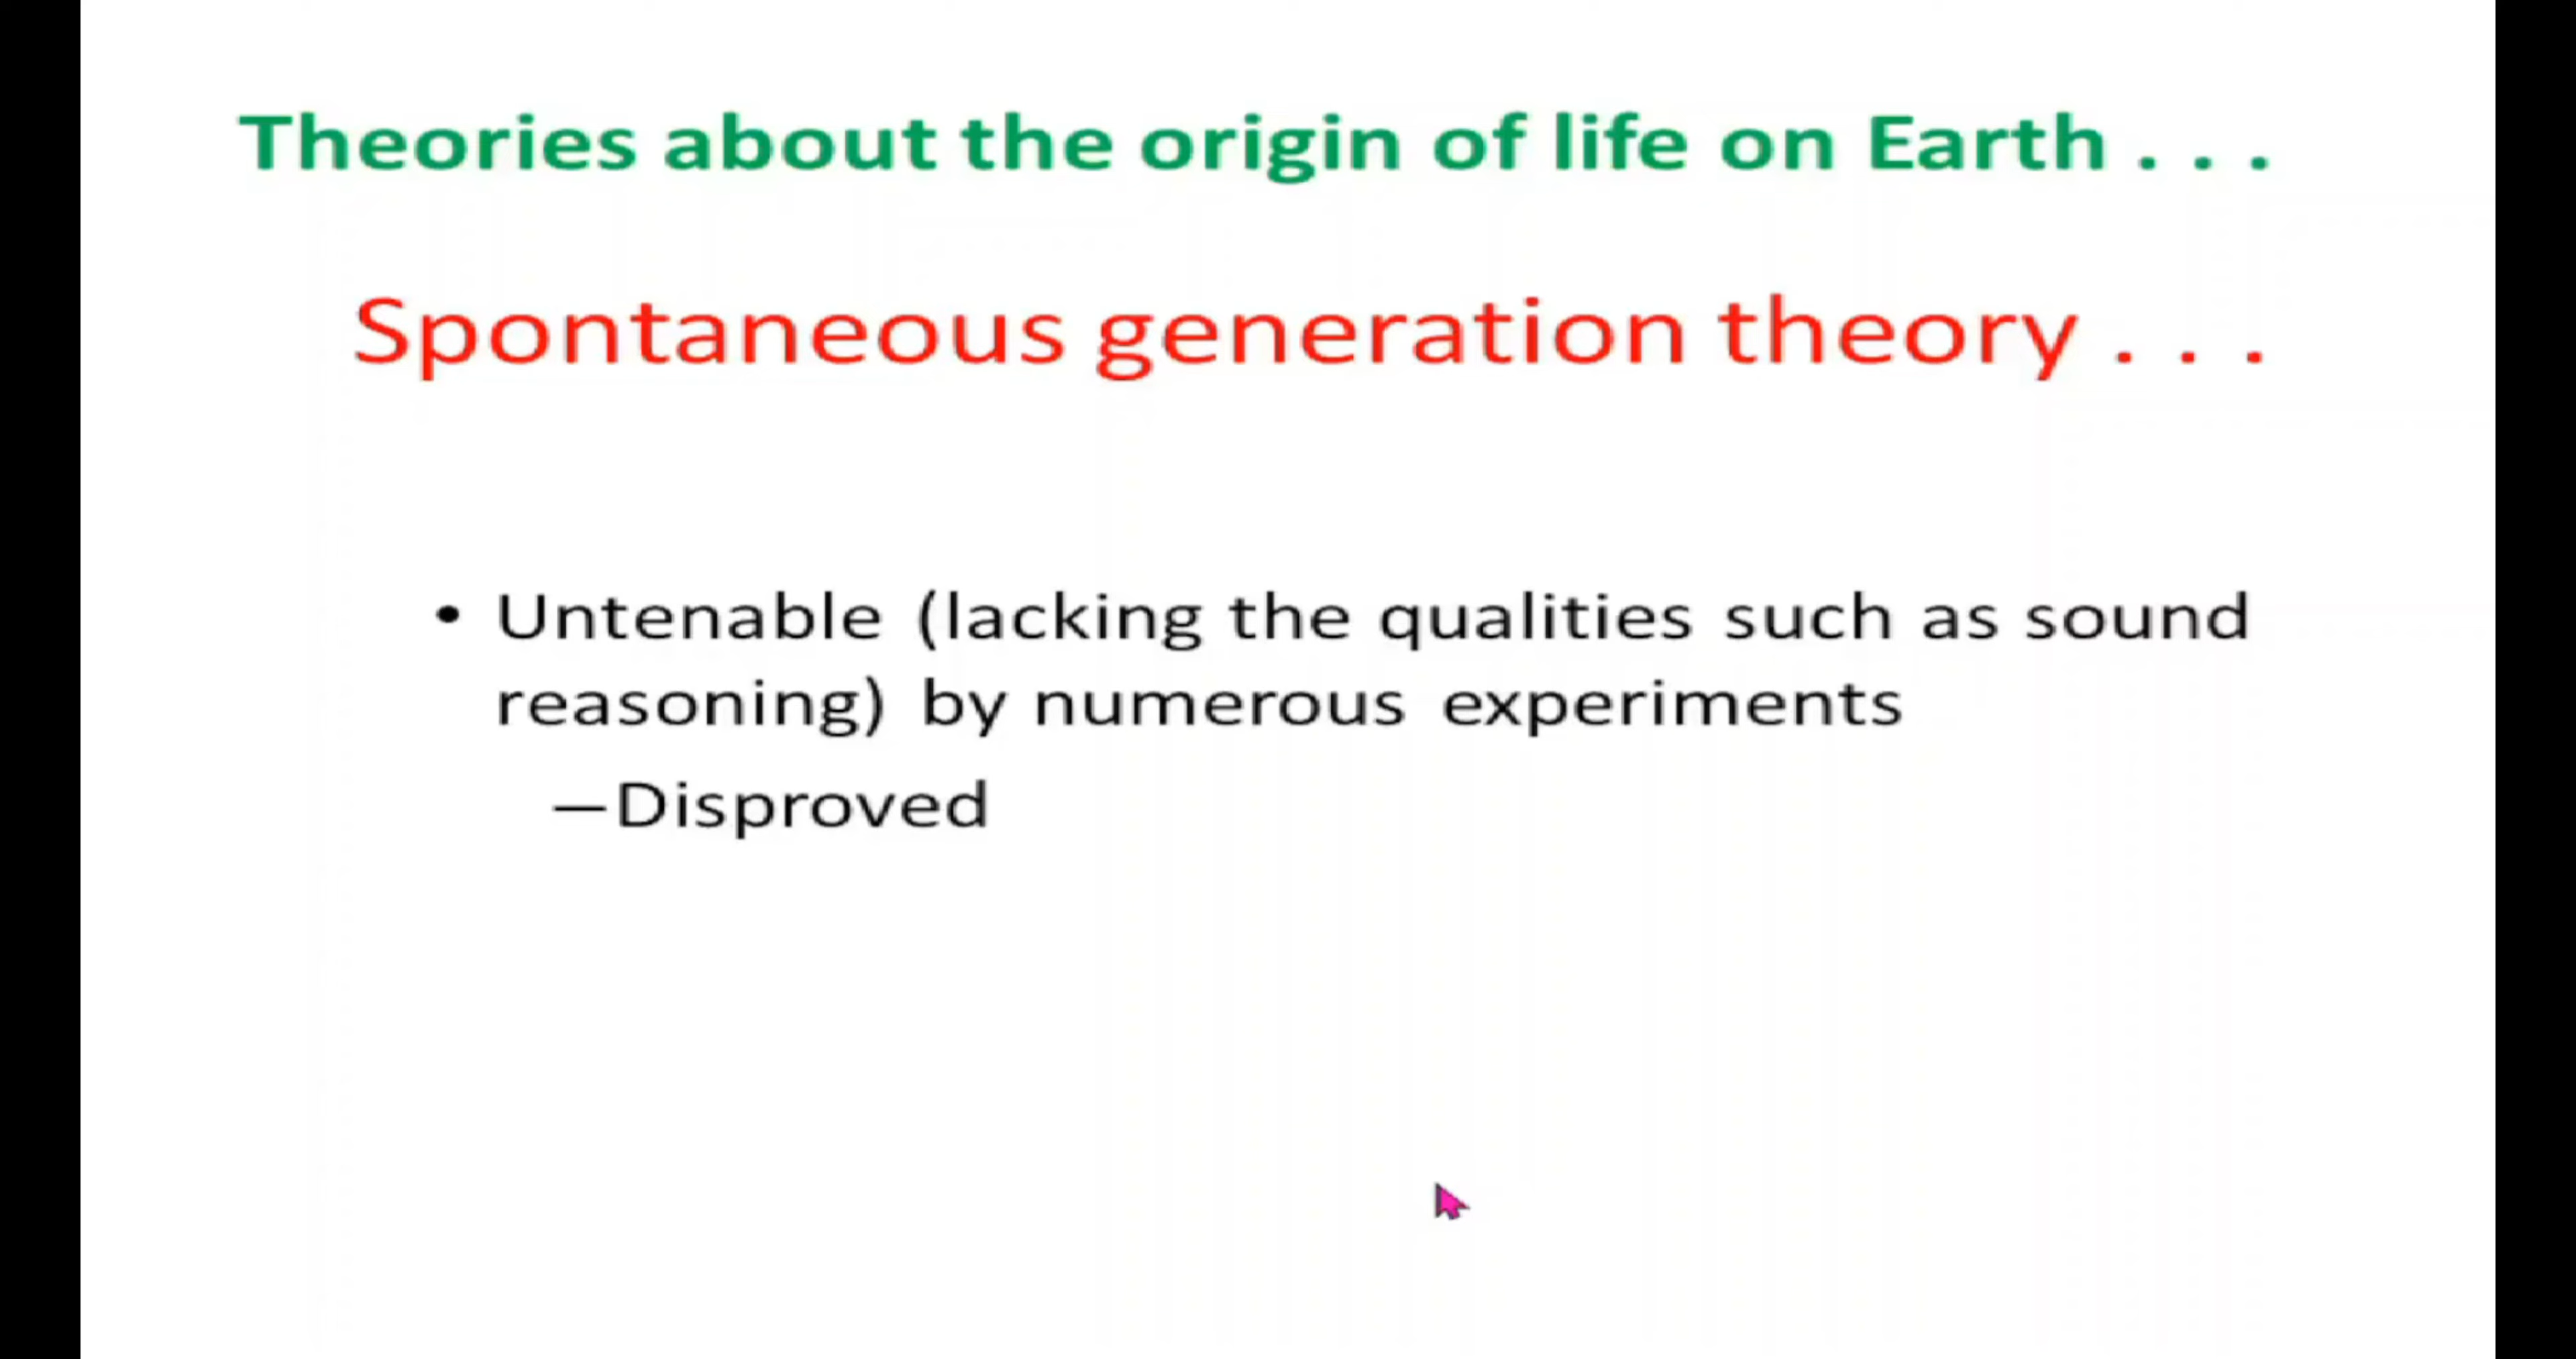 Theories about the origin of life on Earth . . .
Spontaneous generation theory . . .
• Untenable (lacking the qualities such as sound
reasoning) by numerous experiments
—Disproved